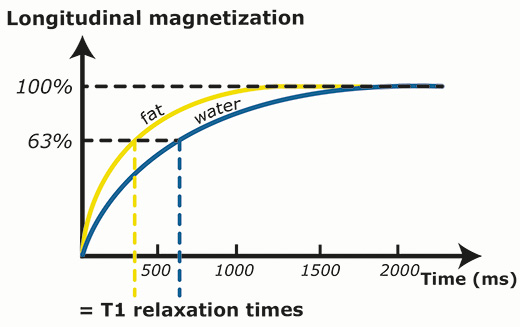 Longitudinal magnetization
100%
fat
water
63%
500
1000
1500
2000
Time (ms)
= T1 relaxation times